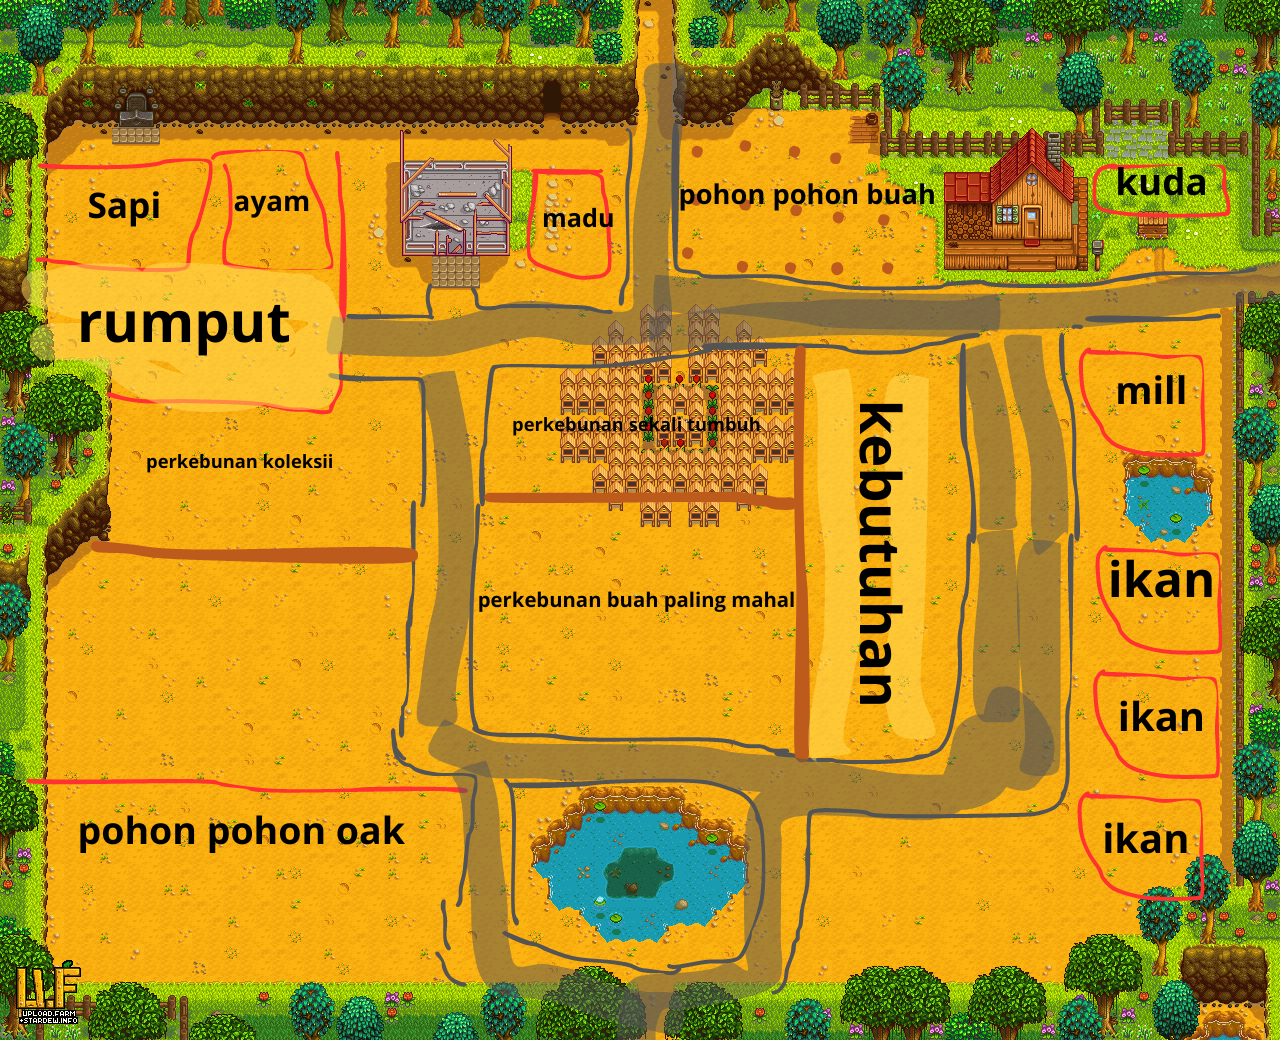 Sapi
ayam
madu
pohon pohon buah
kuda
rumput
perkebunan sekali tumbuh
mill
perkebunan koleksii
kebutuhan
ikan
perkebunan buah paling mahal
ikan
pohon pohon oak
ikan
U.F
UPLOAD.FARM
+STARDEW.INFO